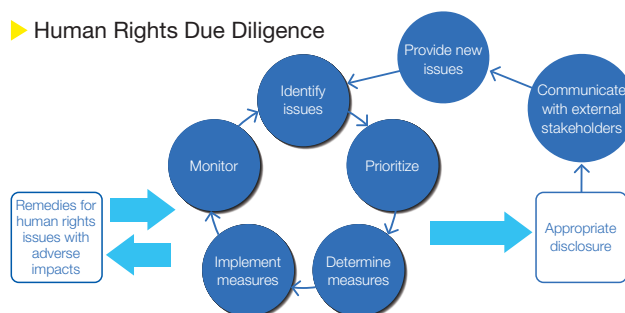 Human Rights Due Diligence
Provide new
issues
Identify
issues
Communicate
with external
stakeholders
Monitor
Prioritize
Remedies for
human rights
issues with
adverse
impacts
Appropriate
disclosure
Implement
measures
Determine
measures